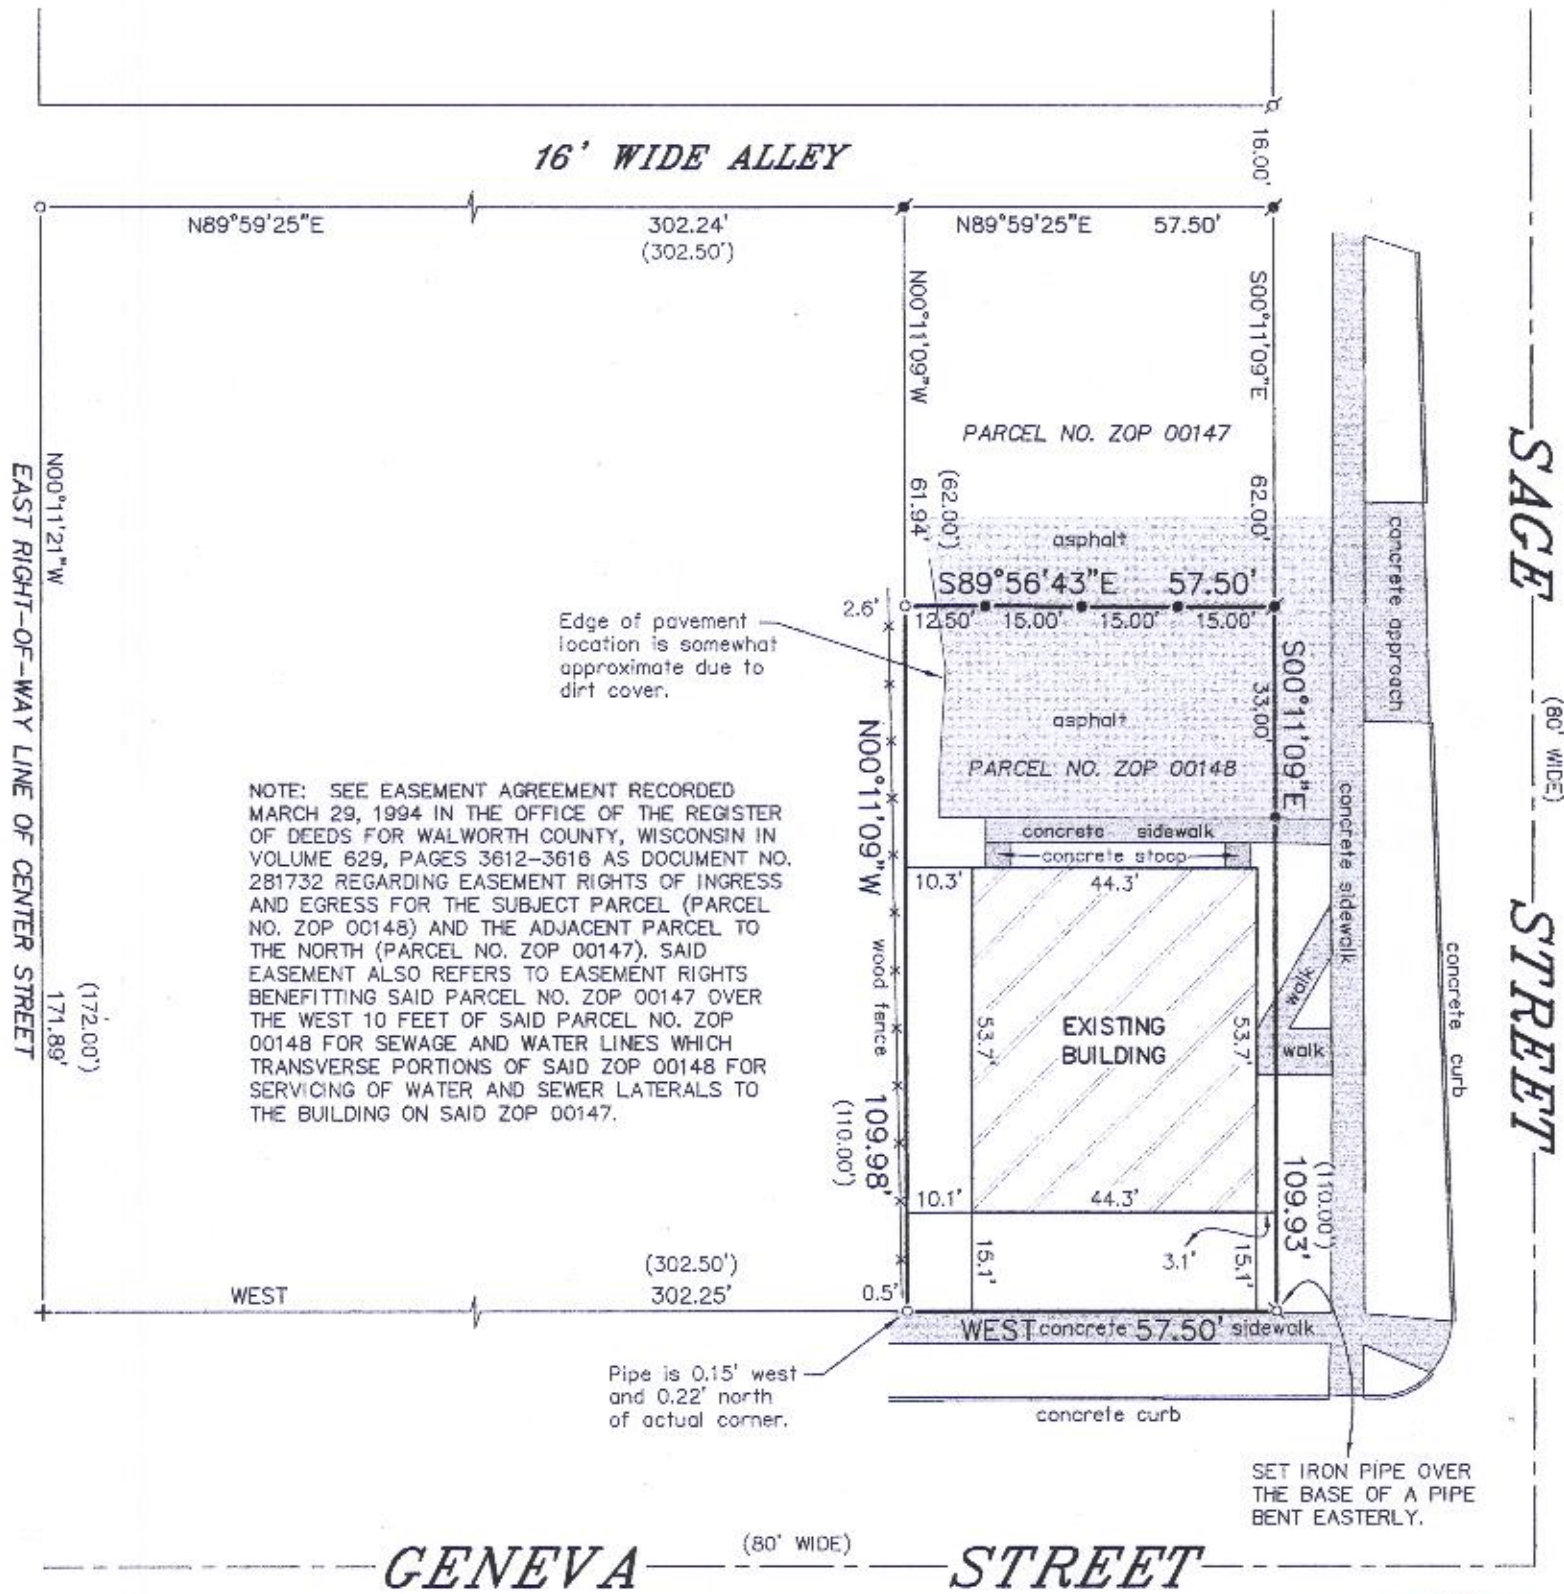 16' WIDE ALLEY
16.00'
N89°59'25"E
302.24'
(302.50')
N89°59'25"E
57.50'
N00°11'09"W
S00°11'09"E
PARCEL NO. ZOP 00147
61.94'
(62.00')
62.00'
asphalt
S89°56'43"E
57.50'
2.6'
12.50'
15.00'
15.00'
15.00'
Edge of pavement
location is somewhat
approximate due to
dirt cover.
S00°11'09"E
33.00'
asphalt
PARCEL NO. ZOP 00148
N00°11'09"W
concrete approach
SAGE STREET
(80' WIDE)
N00°11'21"W
EAST RIGHT-OF-WAY LINE OF CENTER STREET
(172.00')
171.89'
NOTE: SEE EASEMENT AGREEMENT RECORDED
MARCH 29, 1994 IN THE OFFICE OF THE REGISTER
OF DEEDS FOR WALWORTH COUNTY, WISCONSIN IN
VOLUME 629, PAGES 3612-3616 AS DOCUMENT NO.
281732 REGARDING EASEMENT RIGHTS OF INGRESS
AND EGRESS FOR THE SUBJECT PARCEL (PARCEL
NO. ZOP 00148) AND THE ADJACENT PARCEL TO
THE NORTH (PARCEL NO. ZOP 00147). SAID
EASEMENT ALSO REFERS TO EASEMENT RIGHTS
BENEFITTING SAID PARCEL NO. ZOP 00147 OVER
THE WEST 10 FEET OF SAID PARCEL NO. ZOP
00148 FOR SEWAGE AND WATER LINES WHICH
TRANSVERSE PORTIONS OF SAID ZOP 00148 FOR
SERVICING OF WATER AND SEWER LATERALS TO
THE BUILDING ON SAID ZOP 00147.
concrete sidewalk
concrete stoop
concrete sidewalk
10.3'
44.3'
wood fence
53.7'
EXISTING
BUILDING
53.7'
walk
walk
concrete curb
109.98'
(110.00')
10.1'
44.3'
(110.00')
109.93'
15.1'
3.1'
15.1'
WEST
(302.50')
302.25'
0.5'
WEST
concrete
57.50'
sidewalk
Pipe is 0.15' west
and 0.22' north
of actual corner.
concrete curb
SET IRON PIPE OVER
THE BASE OF A PIPE
BENT EASTERLY.
GENEVA STREET
(80' WIDE)